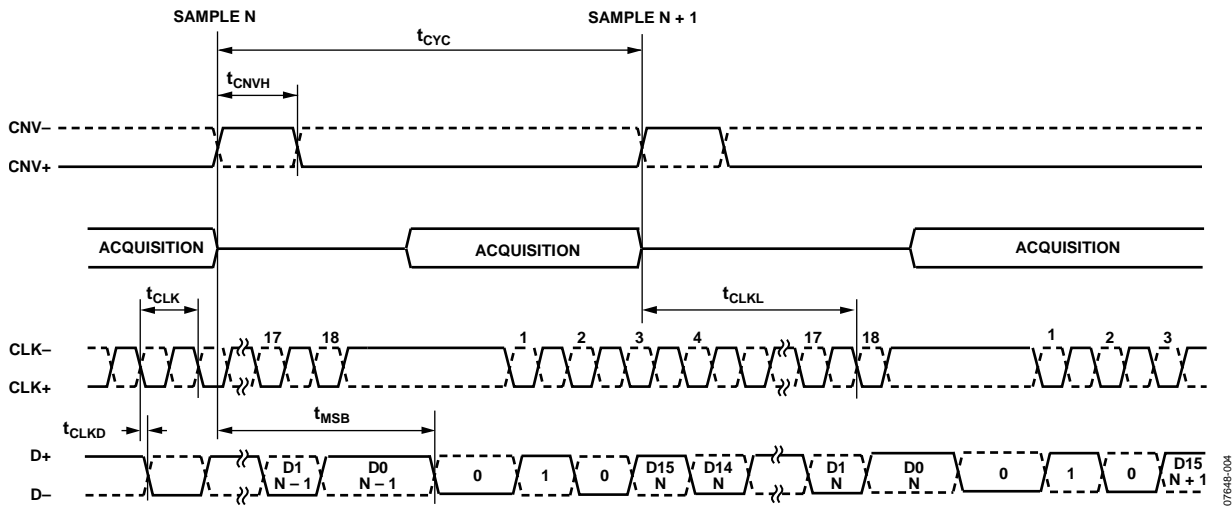 SAMPLE N SAMPLE N + 1
tCYC
tCNVH
CNV–
CNV+
ACQUISITION ACQUISITION ACQUISITION
tCLK tCLKL
17 18 1 2 3 4 17 18 1 2 3
CLK–
CLK+
tCLKD tMSB
D+
D–
D1 N – 1
D0 N – 1
0 1 0
D15 N
D14 N
D1 N
D0 N
0 1 0
D15 N + 1
07648-004